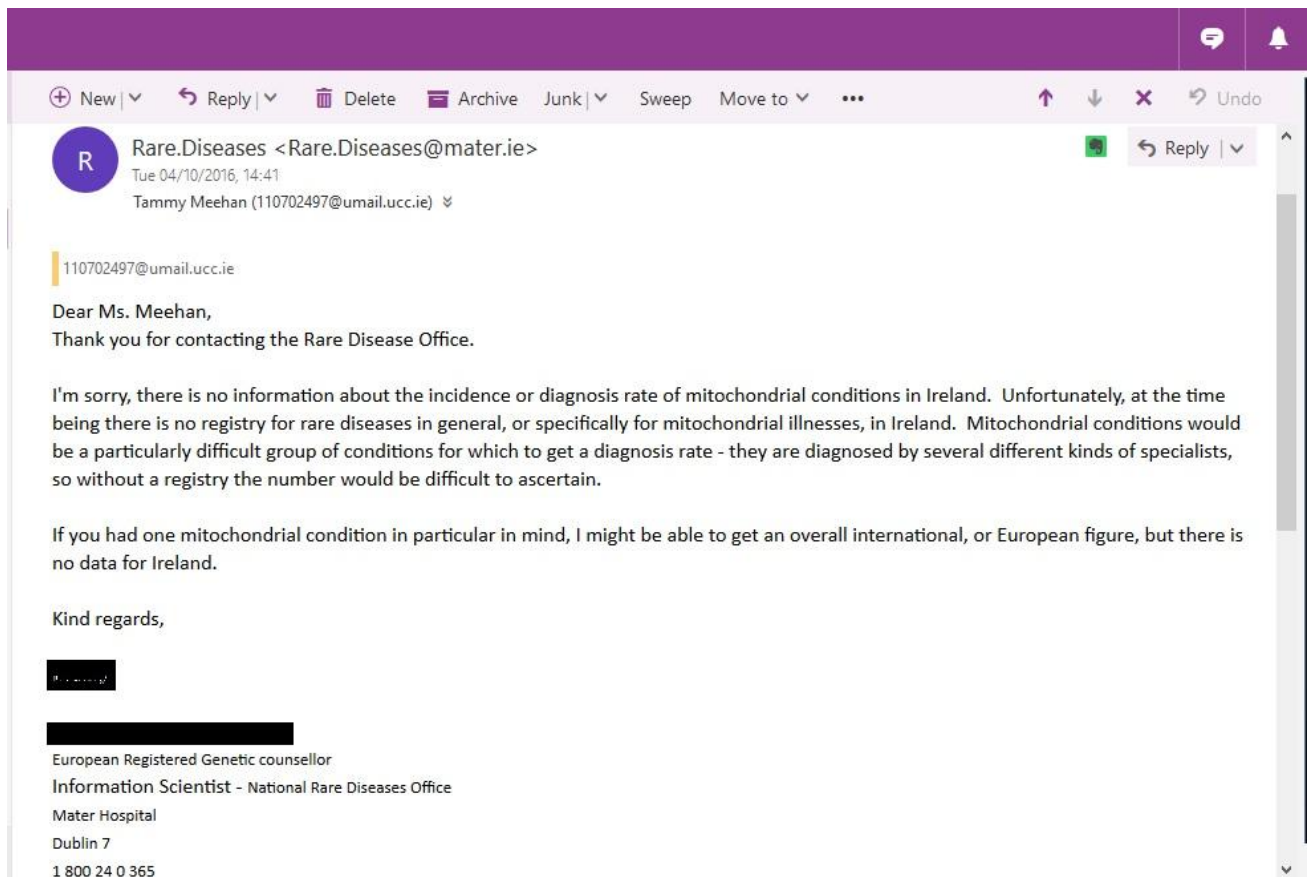 New
Reply
Delete
Archive
Junk
Sweep
Move to
Undo
R
Rare.Diseases <Rare.Diseases@mater.ie>
Reply
Tue 04/10/2016, 14:41
Tammy Meehan (110702497@umail.ucc.ie)
110702497@umail.ucc.ie
Dear Ms. Meehan,
Thank you for contacting the Rare Disease Office.
I'm sorry, there is no information about the incidence or diagnosis rate of mitochondrial conditions in Ireland.  Unfortunately, at the time
being there is no registry for rare diseases in general, or specifically for mitochondrial illnesses, in Ireland.  Mitochondrial conditions would
be a particularly difficult group of conditions for which to get a diagnosis rate - they are diagnosed by several different kinds of specialists,
so without a registry the number would be difficult to ascertain.
If you had one mitochondrial condition in particular in mind, I might be able to get an overall international, or European figure, but there is
no data for Ireland.
Kind regards,
European Registered Genetic counsellor
Information Scientist - National Rare Diseases Office
Mater Hospital
Dublin 7
1 800 24 0 365